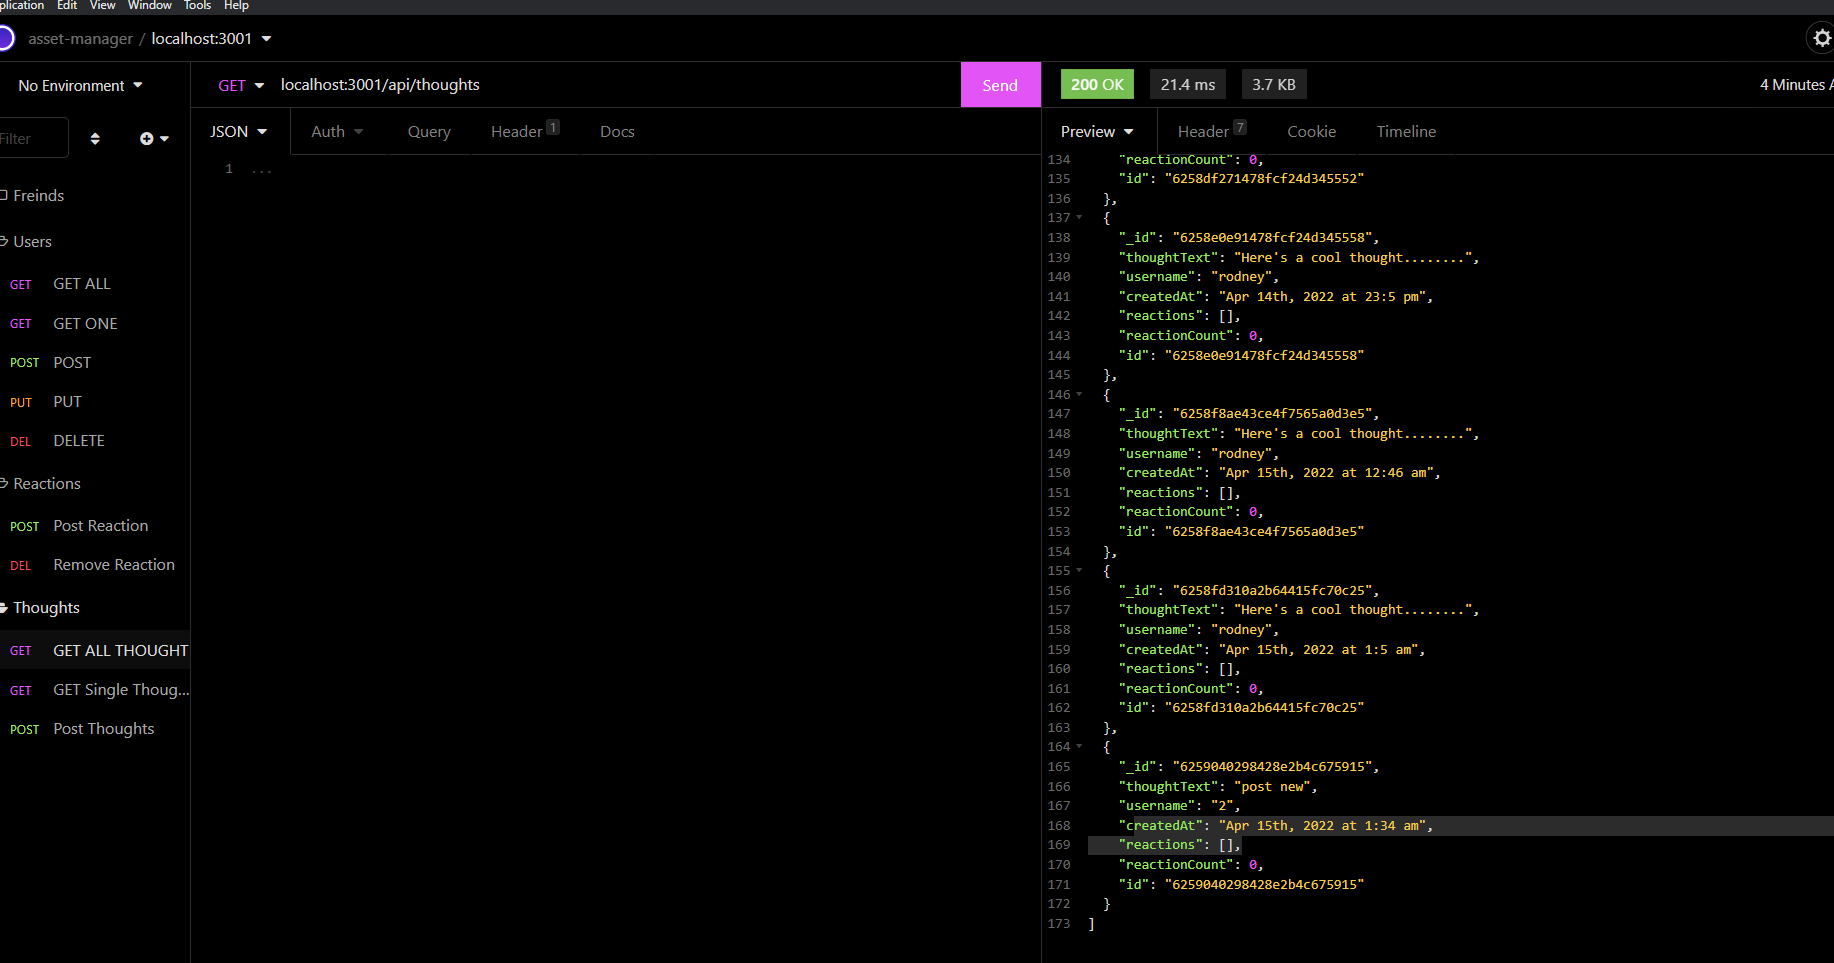 plication Edit View Window Tools Help
asset-manager / localhost:3001
No Environment
GET localhost:3001/api/thoughts Send
200 OK 21.4 ms 3.7 KB 4 Minutes A
Filter
JSON Auth Query Header 1 Docs
Preview Header 7 Cookie Timeline
1 ...
Freinds
Users
GET GET ALL
GET GET ONE
POST POST
PUT PUT
DEL DELETE
Reactions
POST Post Reaction
DEL Remove Reaction
Thoughts
GET GET ALL THOUGHT
GET GET Single Thoug...
POST Post Thoughts
134 "reactionCount": 0,
135 "id": "6258df271478fcf24d345552"
136 },
137 {
138 "_id": "6258e0e91478fcf24d345558",
139 "thoughtText": "Here's a cool thought........",
140 "username": "rodney",
141 "createdAt": "Apr 14th, 2022 at 23:5 pm",
142 "reactions": [],
143 "reactionCount": 0,
144 "id": "6258e0e91478fcf24d345558"
145 },
146 {
147 "_id": "6258f8ae43ce4f7565a0d3e5",
148 "thoughtText": "Here's a cool thought........",
149 "username": "rodney",
150 "createdAt": "Apr 15th, 2022 at 12:46 am",
151 "reactions": [],
152 "reactionCount": 0,
153 "id": "6258f8ae43ce4f7565a0d3e5"
154 },
155 {
156 "_id": "6258fd310a2b64415fc70c25",
157 "thoughtText": "Here's a cool thought........",
158 "username": "rodney",
159 "createdAt": "Apr 15th, 2022 at 1:5 am",
160 "reactions": [],
161 "reactionCount": 0,
162 "id": "6258fd310a2b64415fc70c25"
163 },
164 {
165 "_id": "6259040298428e2b4c675915",
166 "thoughtText": "post new",
167 "username": "2",
168 "createdAt": "Apr 15th, 2022 at 1:34 am",
169 "reactions": [],
170 "reactionCount": 0,
171 "id": "6259040298428e2b4c675915"
172 }
173 ]